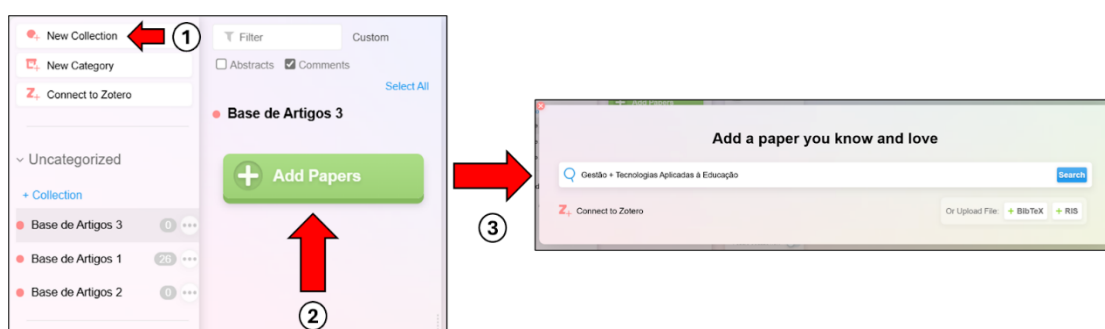 New Collection
1
New Category
Connect to Zotero
Uncategorized
+ Collection
Base de Artigos 3 0
Base de Artigos 1 26
Base de Artigos 2 0
Filter Custom
Abstracts Comments
Select All
Base de Artigos 3
Add Papers
2
3
Add Papers
Add a paper you know and love
Gestão + Tecnologias Aplicadas à Educação Search
Connect to Zotero
Or Upload File: + BibTeX + RIS